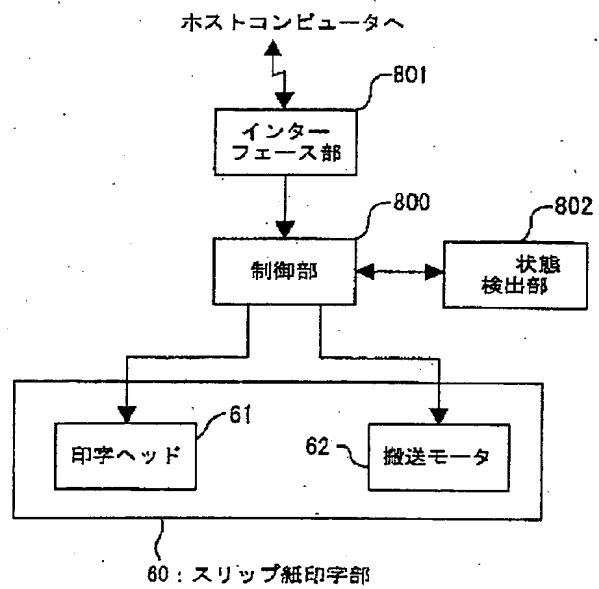 ホストコンピュータへ
801
インター
フェース部
800
制御部
802
状態
検出部
61
印字ヘッド
62
搬送モータ
60：スリップ紙印字部